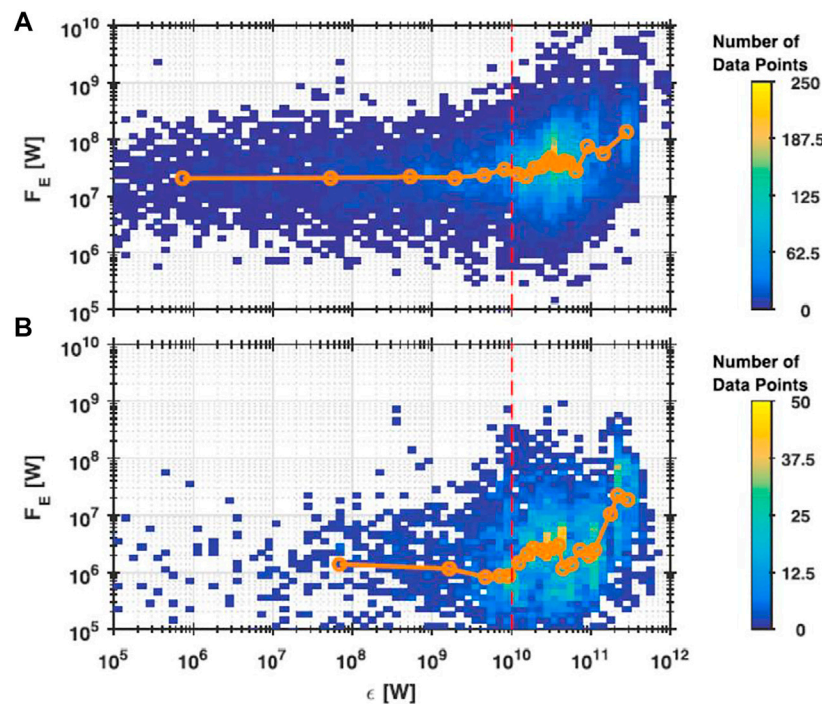 A
F_E [W]
10^10
10^9
10^8
10^7
10^6
10^5
Number of
Data Points
250
187.5
125
62.5
0
B
F_E [W]
10^10
10^9
10^8
10^7
10^6
10^5
10^5 10^6 10^7 10^8 10^9 10^10 10^11 10^12
ϵ [W]
Number of
Data Points
50
37.5
25
12.5
0